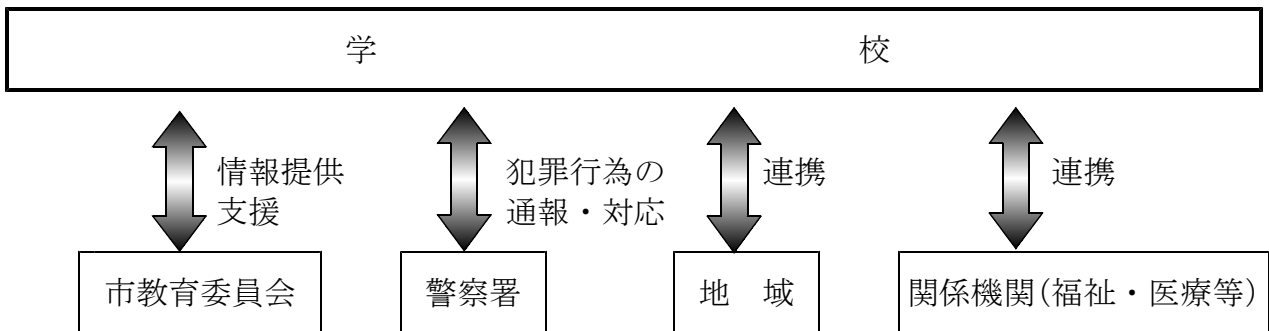 学　校
情報提供
支援
犯罪行為の
通報・対応
連携
連携
市教育委員会
警察署
地　域
関係機関(福祉・医療等)